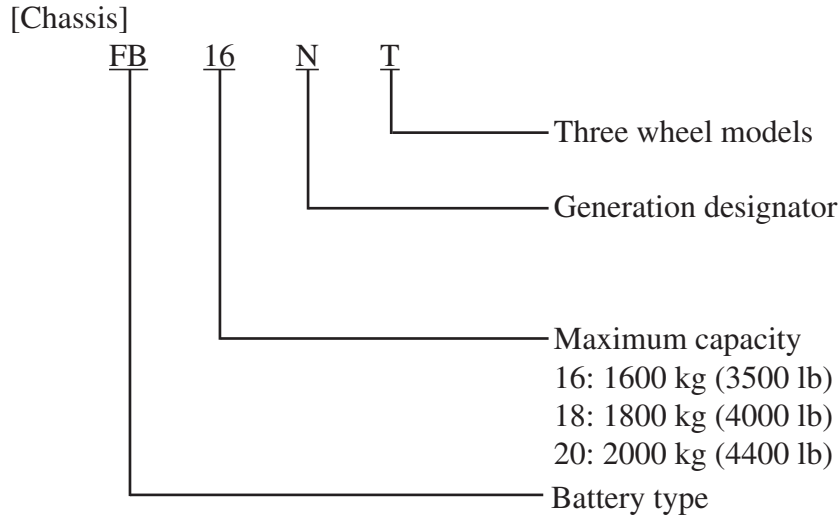 [Chassis]
FB 16 N T
Three wheel models
Generation designator
Maximum capacity
16: 1600 kg (3500 lb)
18: 1800 kg (4000 lb)
20: 2000 kg (4400 lb)
Battery type